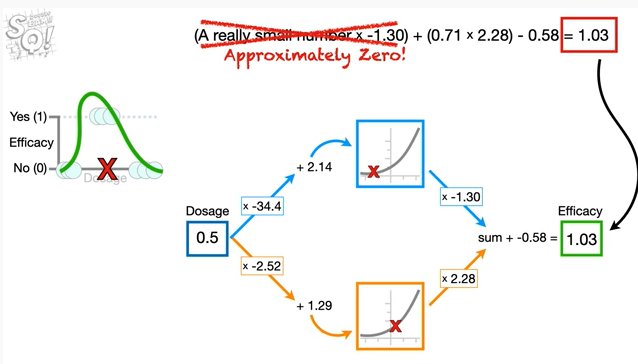 (A really small number x -1.30) + (0.71 x 2.28) - 0.58 = 1.03
Approximately Zero!
SQ!
Yes (1)
Efficacy
No (0)
Dosage
+ 2.14
x -34.4
x -1.30
Dosage
0.5
Efficacy
sum + -0.58 = 1.03
x -2.52
x 2.28
+ 1.29